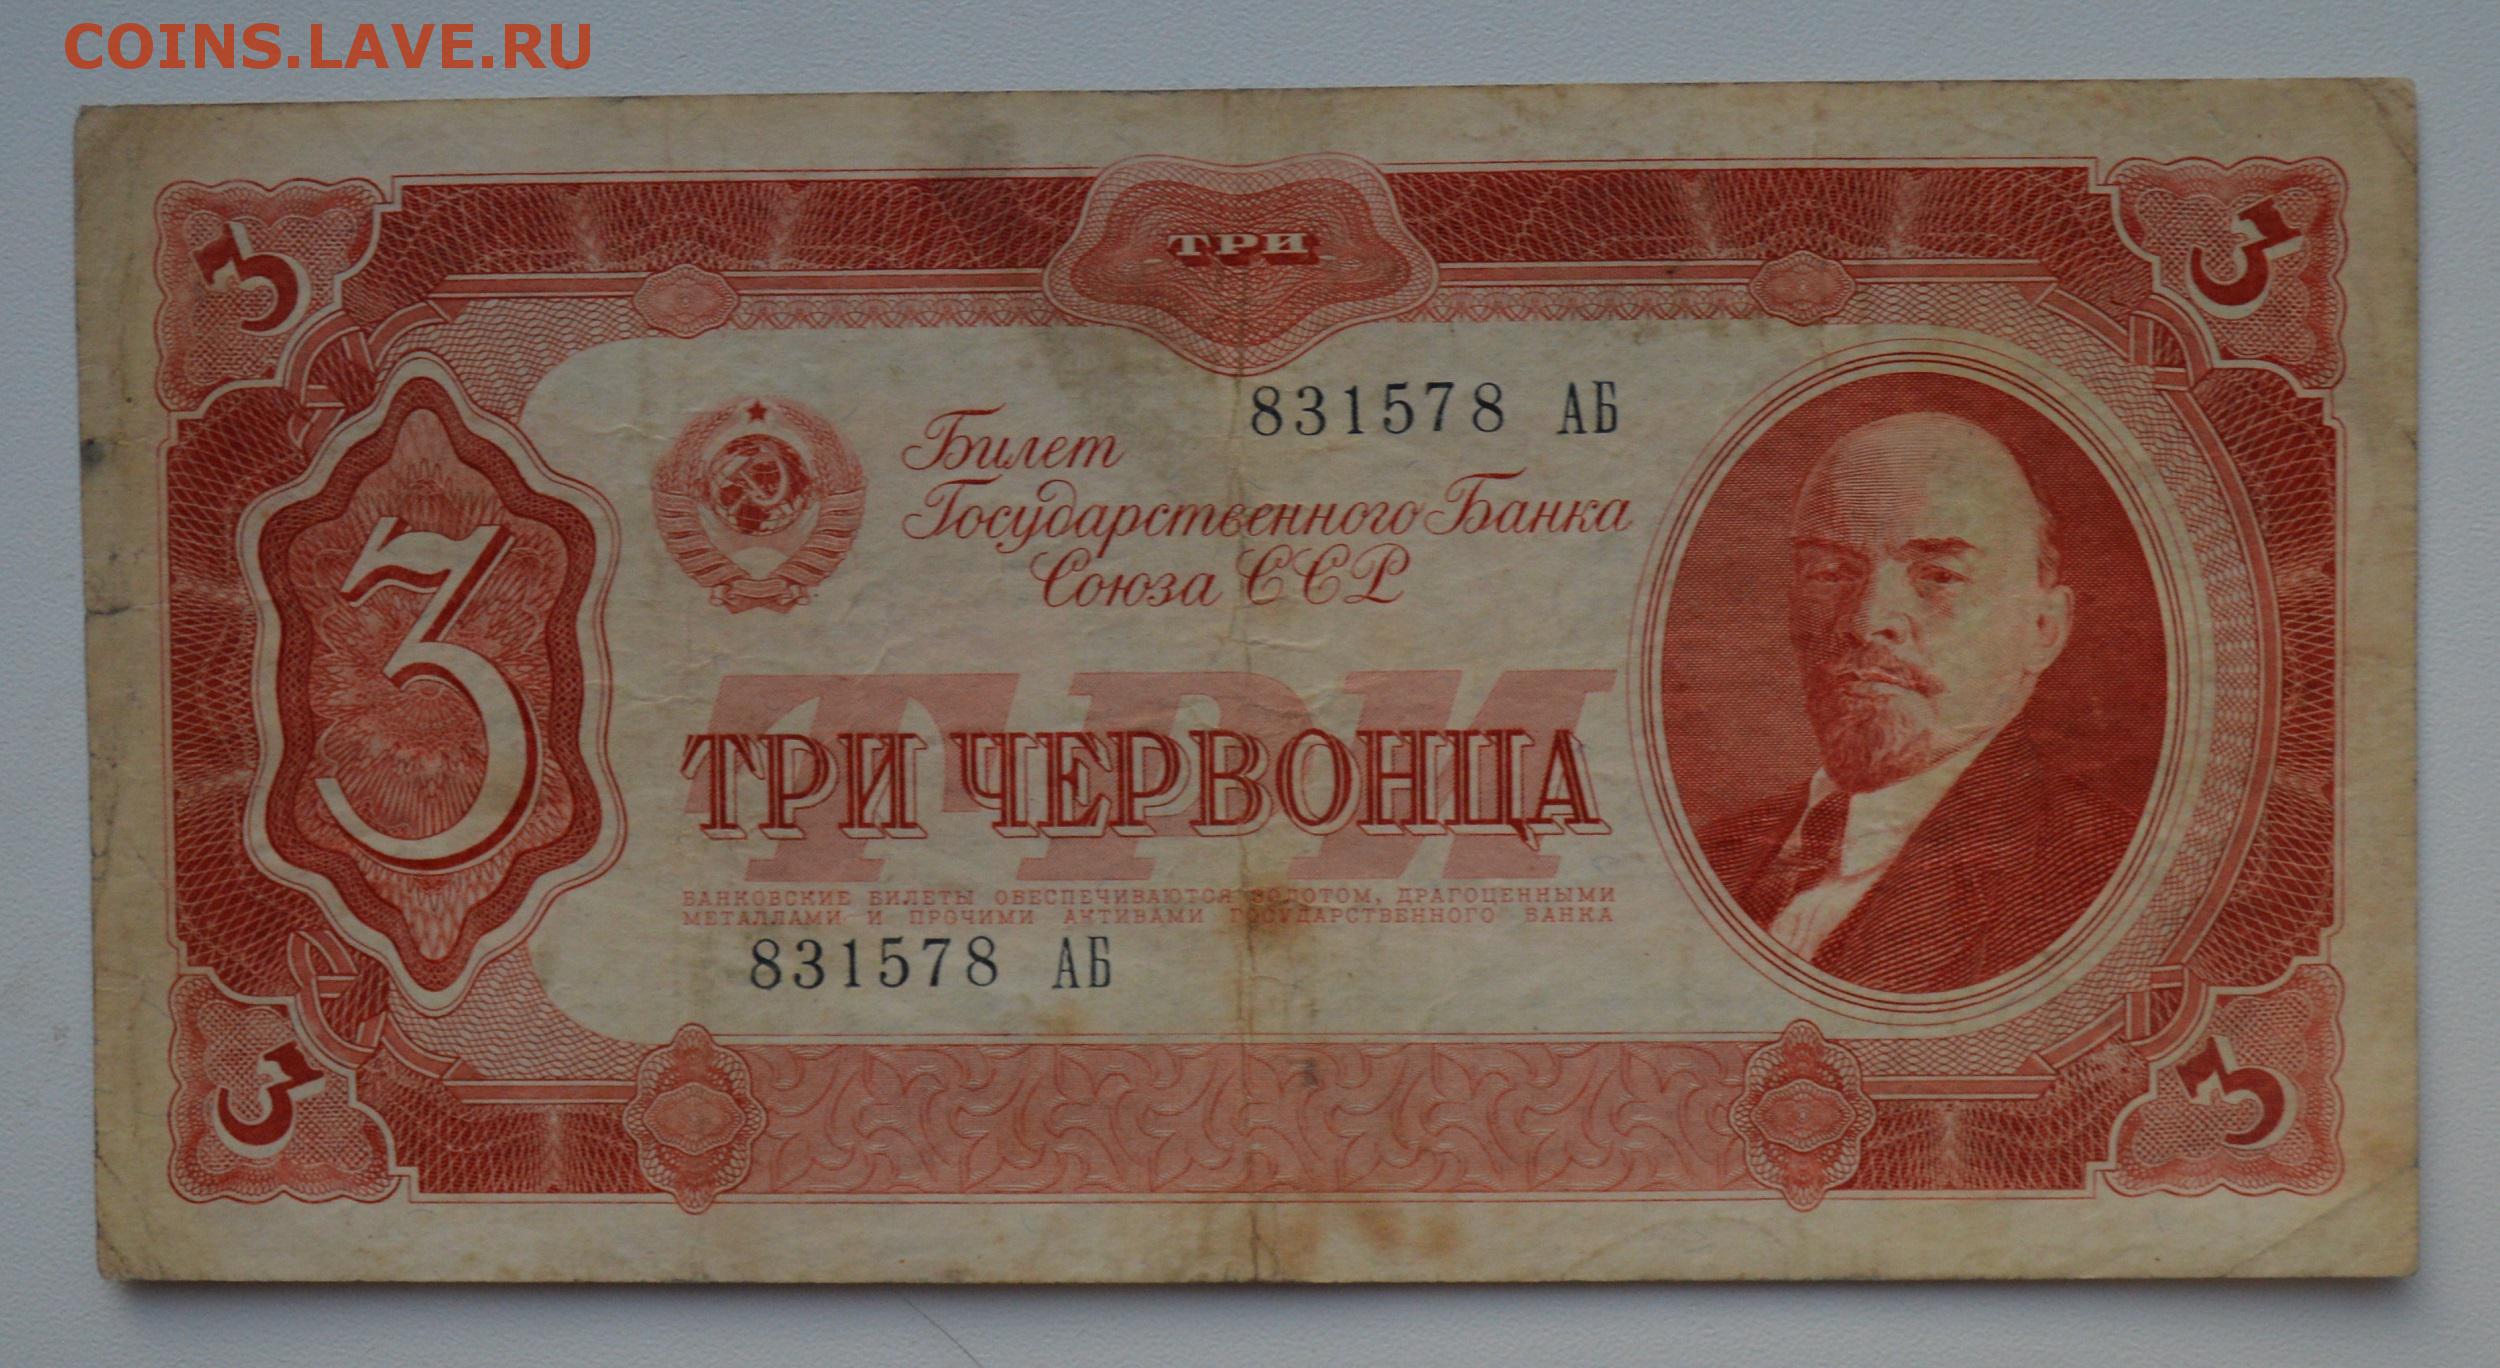 COINS.LAVE.RU
3 ТРИ 3
831578 АБ
Билет
Государственного Банка
Союза ССР
3
ТРИ
ТРИ ЧЕРВОНЦА
БАНКОВСКИЕ БИЛЕТЫ ОБЕСПЕЧИВАЮТСЯ ЗОЛОТОМ, ДРАГОЦЕННЫМИ
МЕТАЛЛАМИ И ПРОЧИМИ АКТИВАМИ ГОСУДАРСТВЕННОГО БАНКА
831578 АБ
3 3